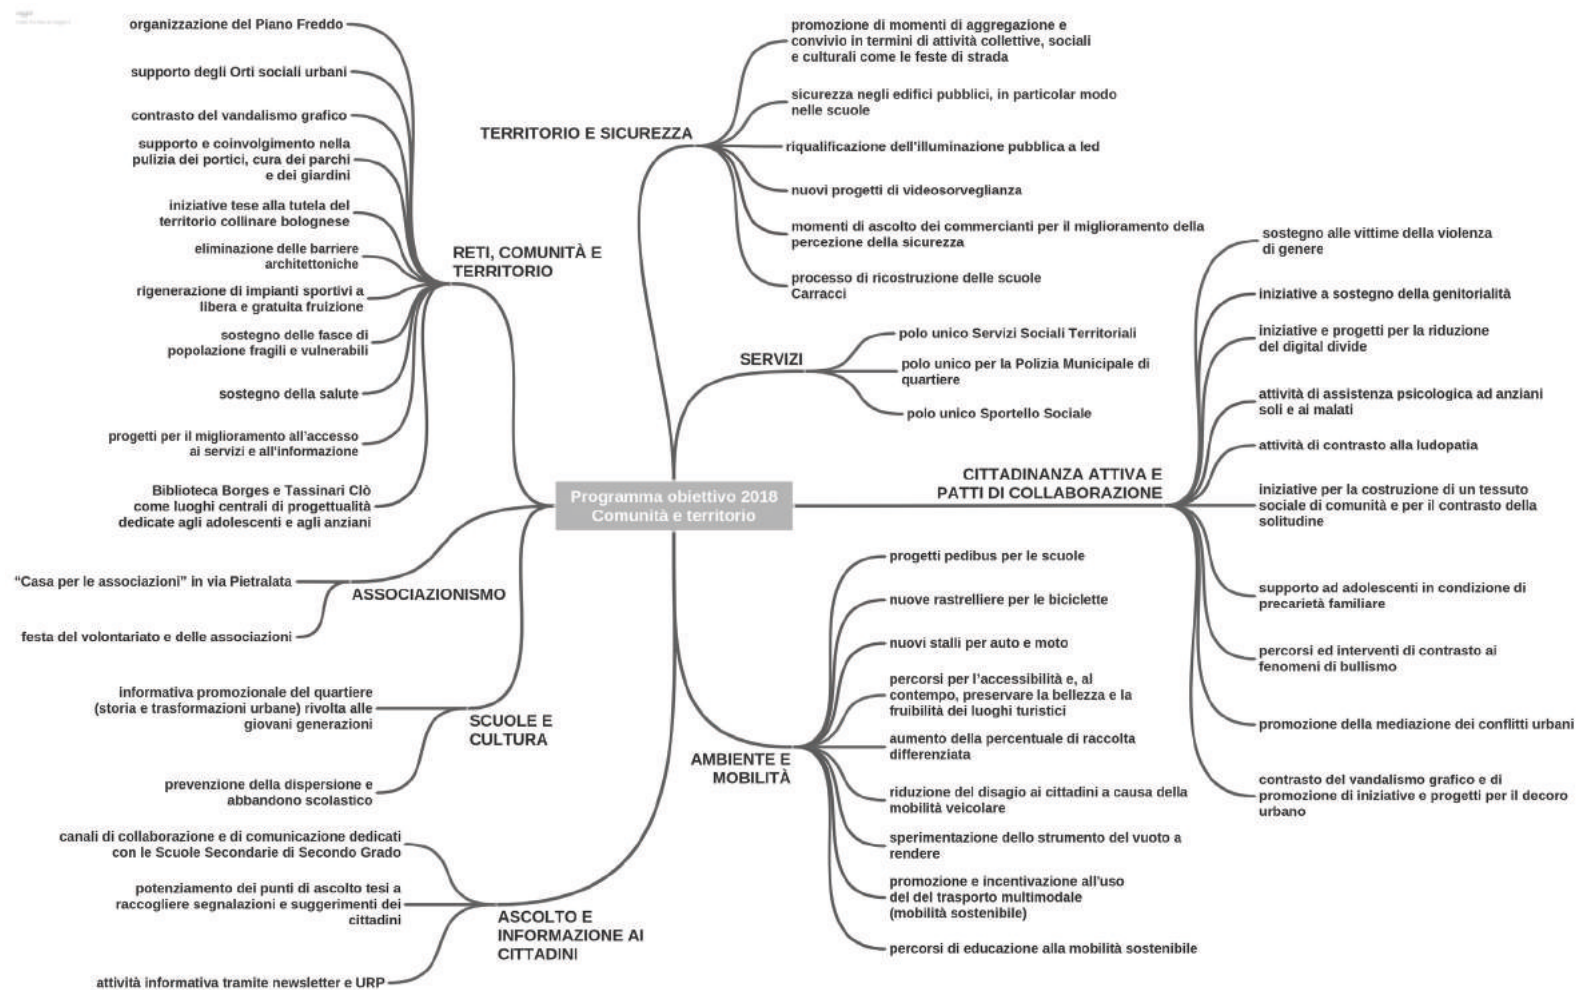 organizzazione del Piano Freddo
supporto degli Orti sociali urbani
contrasto del vandalismo grafico
supporto e coinvolgimento nella
pulizia dei portici, cura dei parchi
e dei giardini
iniziative tese alla tutela del
territorio collinare bolognese
eliminazione delle barriere
architettoniche
rigenerazione di impianti sportivi a
libera e gratuita fruizione
sostegno delle fasce di
popolazione fragili e vulnerabili
sostegno della salute
progetti per il miglioramento all'accesso
ai servizi e all'informazione
Biblioteca Borges e Tassinari Clò
come luoghi centrali di progettualità
dedicate agli adolescenti e agli anziani
RETI, COMUNITÀ E
TERRITORIO
"Casa per le associazioni" in via Pietralata
festa del volontariato e delle associazioni
ASSOCIAZIONISMO
informativa promozionale del quartiere
(storia e trasformazioni urbane) rivolta alle
giovani generazioni
prevenzione della dispersione e
abbandono scolastico
SCUOLE E
CULTURA
canali di collaborazione e di comunicazione dedicati
con le Scuole Secondarie di Secondo Grado
potenziamento dei punti di ascolto tesi a
raccogliere segnalazioni e suggerimenti dei
cittadini
attività informativa tramite newsletter e URP
ASCOLTO E
INFORMAZIONE AI
CITTADINI
Programma obiettivo 2018
Comunità e territorio
TERRITORIO E SICUREZZA
promozione di momenti di aggregazione e
convivio in termini di attività collettive, sociali
e culturali come le feste di strada
sicurezza negli edifici pubblici, in particolar modo
nelle scuole
riqualificazione dell'illuminazione pubblica a led
nuovi progetti di videosorveglianza
momenti di ascolto dei commercianti per il miglioramento della
percezione della sicurezza
processo di ricostruzione delle scuole
Carracci
SERVIZI
polo unico Servizi Sociali Territoriali
polo unico per la Polizia Municipale di
quartiere
polo unico Sportello Sociale
CITTADINANZA ATTIVA E
PATTI DI COLLABORAZIONE
sostegno alle vittime della violenza
di genere
iniziative a sostegno della genitorialità
iniziative e progetti per la riduzione
del digital divide
attività di assistenza psicologica ad anziani
soli e ai malati
attività di contrasto alla ludopatia
iniziative per la costruzione di un tessuto
sociale di comunità e per il contrasto della
solitudine
supporto ad adolescenti in condizione di
precarietà familiare
percorsi ed interventi di contrasto ai
fenomeni di bullismo
promozione della mediazione dei conflitti urbani
contrasto del vandalismo grafico e di
promozione di iniziative e progetti per il decoro
urbano
AMBIENTE E
MOBILITÀ
progetti pedibus per le scuole
nuove rastrelliere per le biciclette
nuovi stalli per auto e moto
percorsi per l'accessibilità e, al
contempo, preservare la bellezza e la
fruibilità dei luoghi turistici
aumento della percentuale di raccolta
differenziata
riduzione del disagio ai cittadini a causa della
mobilità veicolare
sperimentazione dello strumento del vuoto a
rendere
promozione e incentivazione all'uso
del del trasporto multimodale
(mobilità sostenibile)
percorsi di educazione alla mobilità sostenibile